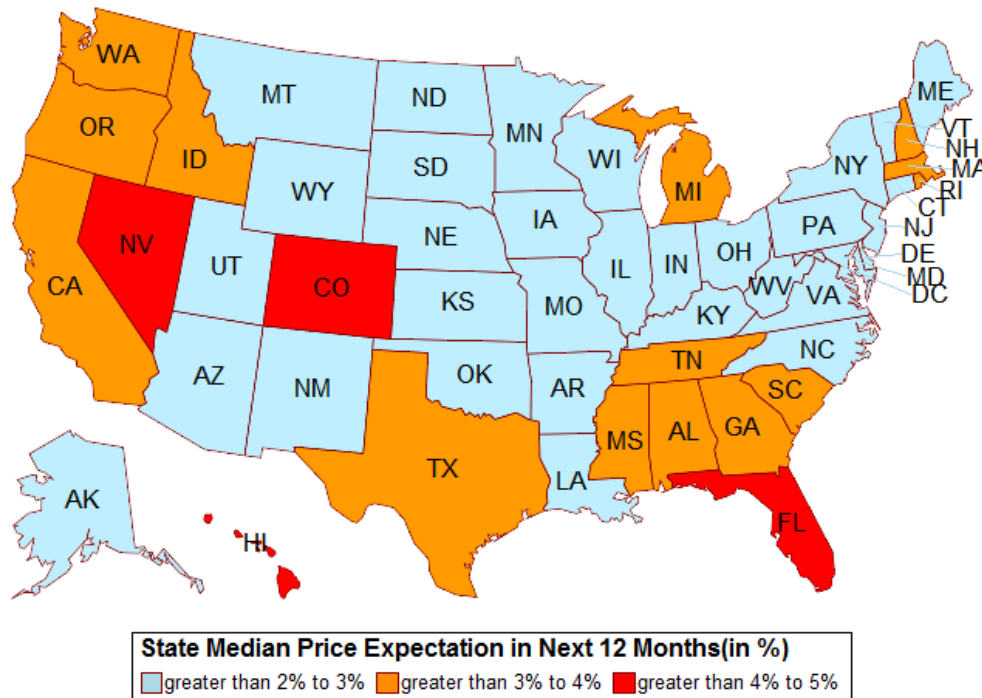 WA
MT
ND
MN
ME
OR
ID
SD
WI
VT
NH
NY
MA
WY
MI
RI
CT
IA
PA
NE
NJ
NV
UT
IL
IN
OH
DE
CO
WV
MD
CA
KS
MO
VA
DC
KY
AZ
NM
OK
TN
NC
AR
SC
TX
MS
AL
GA
LA
AK
HI
FL
State Median Price Expectation in Next 12 Months(in %)
greater than 2% to 3% greater than 3% to 4% greater than 4% to 5%